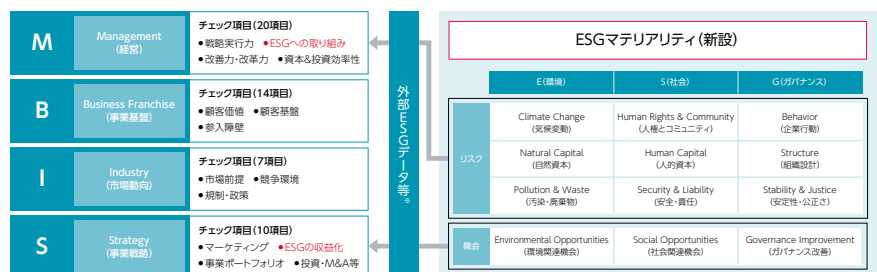 M
Management
(経営)
チェック項目(20項目)
•戦略実行力 •ESGへの取り組み
•改善力・改革力 •資本&投資効率性
B
Business Franchise
(事業基盤)
チェック項目(14項目)
•顧客価値 •顧客基盤
•参入障壁
I
Industry
(市場動向)
チェック項目(7項目)
•市場前提 •競争環境
•規制・政策
S
Strategy
(事業戦略)
チェック項目(10項目)
•マーケティング •ESGの収益化
•事業ポートフォリオ •投資・M&A等
外部ESGデータ等※
ESGマテリアリティ(新設)
E(環境) S(社会) G(ガバナンス)
リスク
Climate Change Human Rights & Community Behavior
(気候変動) (人権とコミュニティ) (企業行動)
Natural Capital Human Capital Structure
(自然資本) (人的資本) (組織設計)
Pollution & Waste Security & Liability Stability & Justice
(汚染・廃棄物) (安全・責任) (安定性・公正さ)
機会
Environmental Opportunities Social Opportunities Governance Improvement
(環境関連機会) (社会関連機会) (ガバナンス改善)